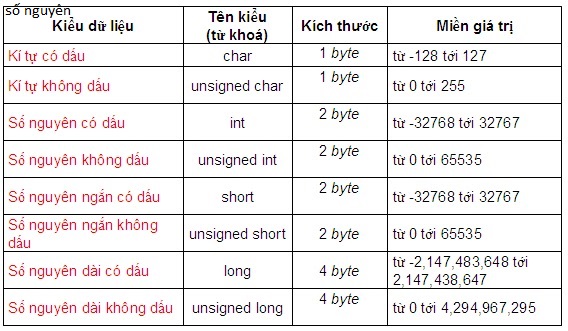 số nguyên
Kiểu dữ liệu Tên kiểu (từ khoá) Kích thước Miền giá trị
Kí tự có dấu char 1 byte từ -128 tới 127
Kí tự không dấu unsigned char 1 byte từ 0 tới 255
Số nguyên có dấu int 2 byte từ -32768 tới 32767
Số nguyên không dấu unsigned int 2 byte từ 0 tới 65535
Số nguyên ngắn có dấu short 2 byte từ -32768 tới 32767
Số nguyên ngắn không dấu unsigned short 2 byte từ 0 tới 65535
Số nguyên dài có dấu long 4 byte từ -2,147,483,648 tới 2,147,438,647
Số nguyên dài không dấu unsigned long 4 byte từ 0 tới 4,294,967,295